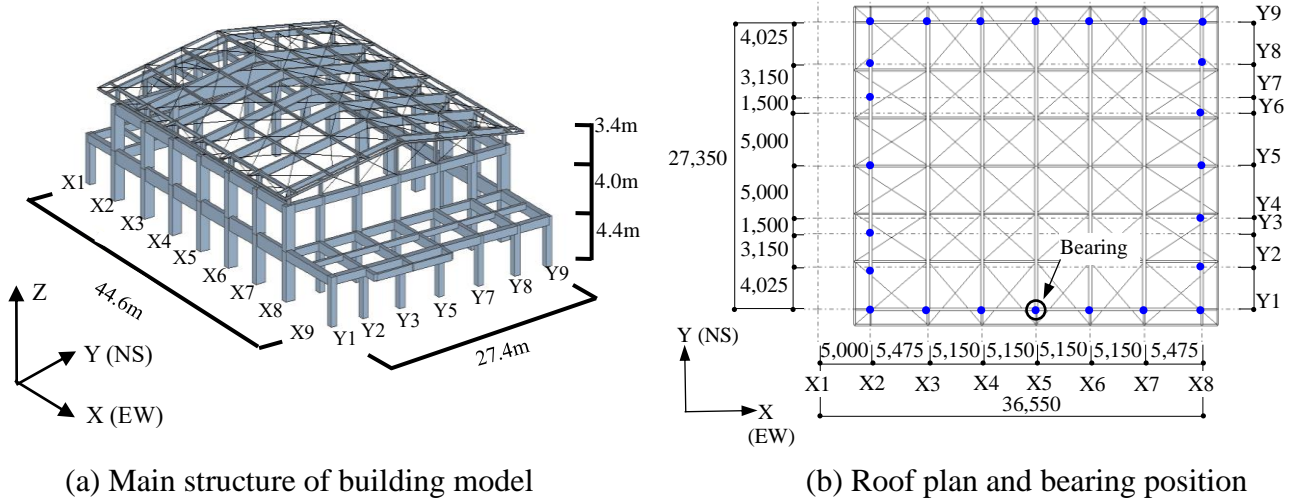 3.4m
4.0m
4.4m
X1
X2
X3
X4
X5
X6
X7
X8
X9
Y1
Y2
Y3
Y5
Y7
Y8
Y9
44.6m
27.4m
Z
Y (NS)
X (EW)
(a) Main structure of building model
4,025
3,150
1,500
5,000
5,000
1,500
3,150
4,025
27,350
Y9
Y8
Y7
Y6
Y5
Y4
Y3
Y2
Y1
Bearing
Y (NS)
X
(EW)
5,000 5,475 5,150 5,150 5,150 5,150 5,475
X1 X2 X3 X4 X5 X6 X7 X8
36,550
(b) Roof plan and bearing position